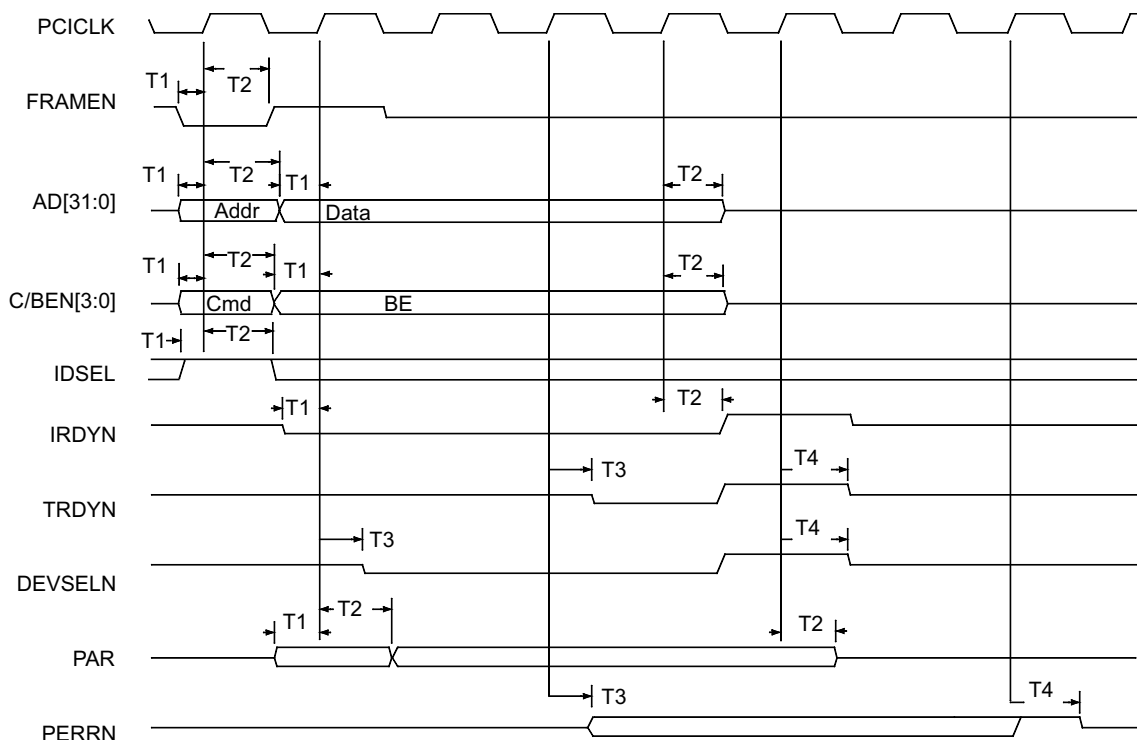 PCICLK
T1
T2
FRAMEN
T1
T2
T1
T2
AD[31:0]
Addr
Data
T1
T2
T1
T2
C/BEN[3:0]
Cmd
BE
T1
T2
IDSEL
T1
T2
IRDYN
T3
T4
TRDYN
T3
T4
DEVSELN
T1
T2
T2
PAR
T3
T4
PERRN